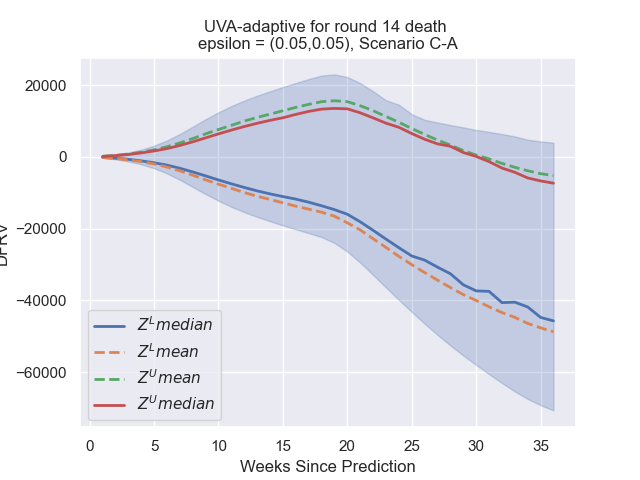 UVA-adaptive for round 14 death
epsilon = (0.05,0.05), Scenario C-A
20000
0
−20000
−40000
−60000
DPRV
Z^L median
Z^L mean
Z^U mean
Z^U median
0 5 10 15 20 25 30 35
Weeks Since Prediction